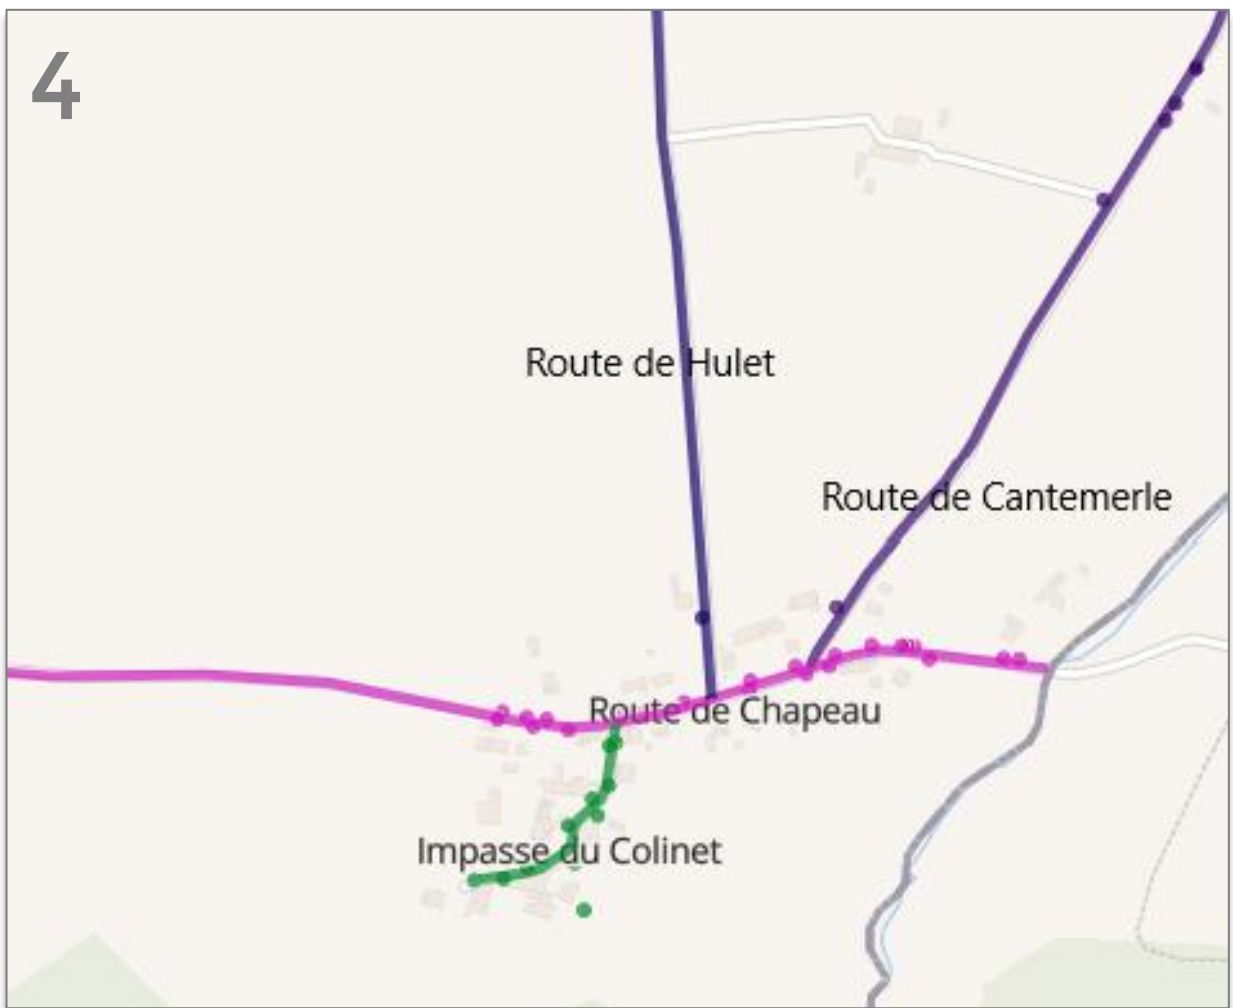 4
Route de Hulet
Route de Cantemerle
Route de Chapeau
Impasse du Colinet